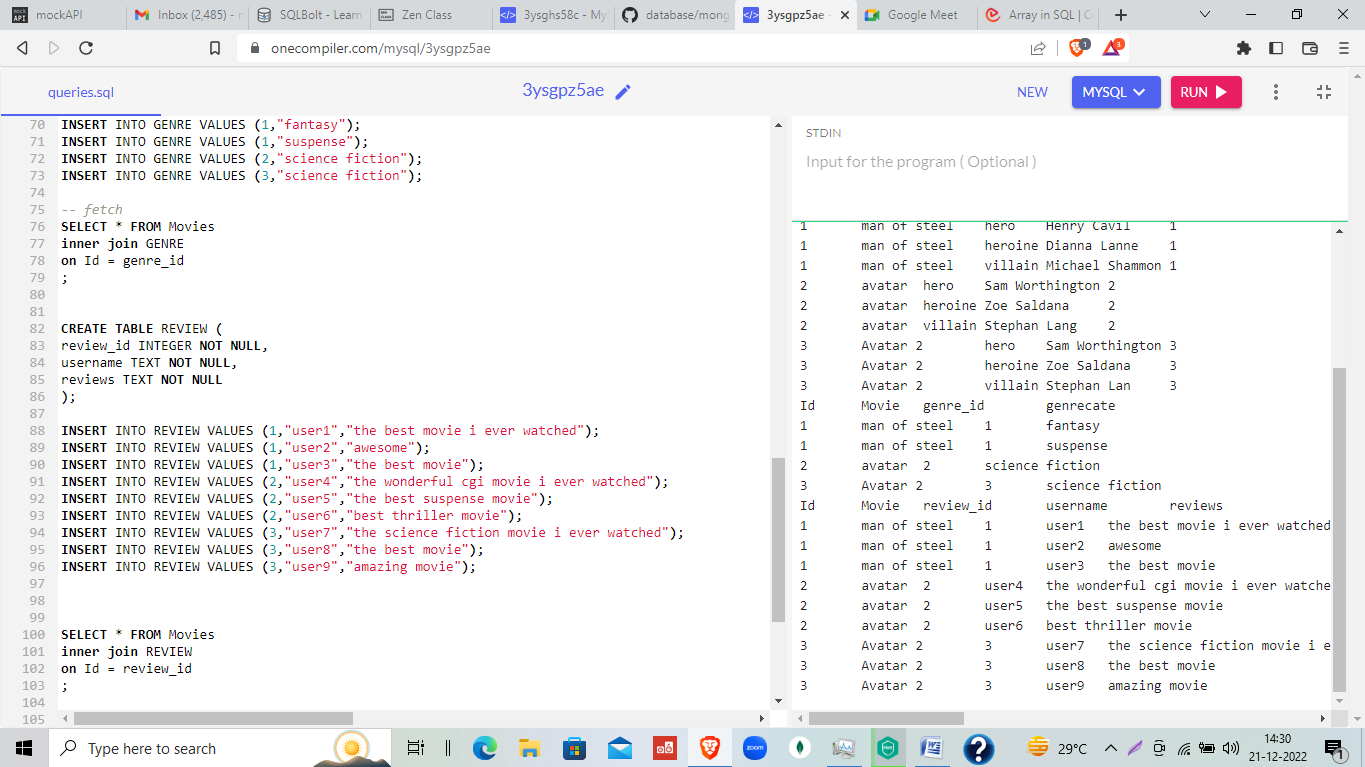 mockAPI
Inbox (2,485) -
SQLBolt - Learn
Zen Class
3ysghs58c - My
database/mong
3ysgpz5ae -
Google Meet
Array in SQL | C
onecompiler.com/mysql/3ysgpz5ae
1
3
queries.sql
3ysgpz5ae
NEW
MYSQL
RUN
70 INSERT INTO GENRE VALUES (1,"fantasy");
71 INSERT INTO GENRE VALUES (1,"suspense");
72 INSERT INTO GENRE VALUES (2,"science fiction");
73 INSERT INTO GENRE VALUES (3,"science fiction");
74
75 -- fetch
76 SELECT * FROM Movies
77 inner join GENRE
78 on Id = genre_id
79 ;
80
81
82 CREATE TABLE REVIEW (
83 review_id INTEGER NOT NULL,
84 username TEXT NOT NULL,
85 reviews TEXT NOT NULL
86 );
87
88 INSERT INTO REVIEW VALUES (1,"user1","the best movie i ever watched");
89 INSERT INTO REVIEW VALUES (1,"user2","awesome");
90 INSERT INTO REVIEW VALUES (1,"user3","the best movie");
91 INSERT INTO REVIEW VALUES (2,"user4","the wonderful cgi movie i ever watched");
92 INSERT INTO REVIEW VALUES (2,"user5","the best suspense movie");
93 INSERT INTO REVIEW VALUES (2,"user6","best thriller movie");
94 INSERT INTO REVIEW VALUES (3,"user7","the science fiction movie i ever watched");
95 INSERT INTO REVIEW VALUES (3,"user8","the best movie");
96 INSERT INTO REVIEW VALUES (3,"user9","amazing movie");
97
98
99
100 SELECT * FROM Movies
101 inner join REVIEW
102 on Id = review_id
103 ;
104
105
STDIN
Input for the program ( Optional )
1 man of steel hero Henry Cavil 1
1 man of steel heroine Dianna Lanne 1
1 man of steel villain Michael Shammon 1
2 avatar hero Sam Worthington 2
2 avatar heroine Zoe Saldana 2
2 avatar villain Stephan Lang 2
3 Avatar 2 hero Sam Worthington 3
3 Avatar 2 heroine Zoe Saldana 3
3 Avatar 2 villain Stephan Lan 3
Id Movie genre_id genrecate
1 man of steel 1 fantasy
1 man of steel 1 suspense
2 avatar 2 science fiction
3 Avatar 2 3 science fiction
Id Movie review_id username reviews
1 man of steel 1 user1 the best movie i ever watched
1 man of steel 1 user2 awesome
1 man of steel 1 user3 the best movie
2 avatar 2 user4 the wonderful cgi movie i ever watche
2 avatar 2 user5 the best suspense movie
2 avatar 2 user6 best thriller movie
3 Avatar 2 3 user7 the science fiction movie i e
3 Avatar 2 3 user8 the best movie
3 Avatar 2 3 user9 amazing movie
Type here to search
zoom
29°C
14:30
21-12-2022
1